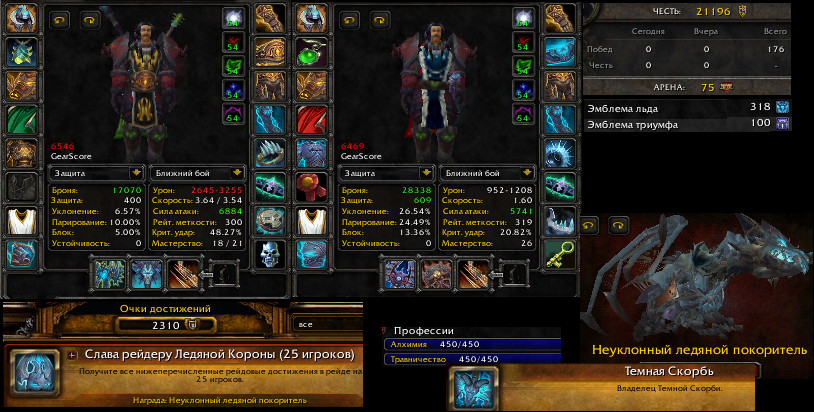 54
54
54
54
54
6546
GearScore
Защита
Ближний бой
Броня: 17070
Защита: 400
Уклонение: 6.57%
Парирование: 10.00%
Блок: 5.00%
Устойчивость: 0
Урон: 2645-3255
Скорость: 3.64 / 3.54
Сила атаки: 6884
Рейт. меткости: 300
Крит. удар: 48.27%
Мастерство: 18 / 21
54
54
54
54
54
6469
GearScore
Защита
Ближний бой
Броня: 28338
Защита: 609
Уклонение: 26.54%
Парирование: 24.49%
Блок: 13.36%
Устойчивость: 0
Урон: 952-1208
Скорость: 1.60
Сила атаки: 5741
Рейт. меткости: 319
Крит. удар: 20.82%
Мастерство: 26
ЧЕСТЬ: 21196
Сегодня Вчера Всего
Побед 0 0 176
Честь 0 0 -
АРЕНА: 75
Эмблема льда 318
Эмблема триумфа 100
Неуклонный ледяной покоритель
Очки достижений
2310
все
Слава рейдеру Ледяной Короны (25 игроков)
Получите все нижеперечисленные рейдовые достижения в рейде на
25 игроков.
Награда: Неуклонный ледяной покоритель
Профессии
Алхимия 450/450
Травничество 450/450
Темная Скорбь
Владелец Темной Скорби.